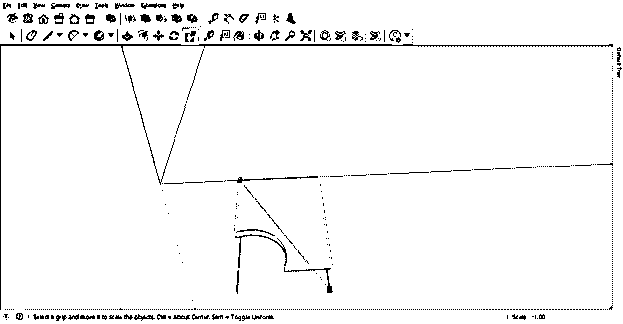 File Edit View Camera Draw Tools Window Extensions Help
Default Tray
Select a grip and move it to scale the objects. Ctrl = About Center. Shift = Toggle Uniform.
Scale -1.00